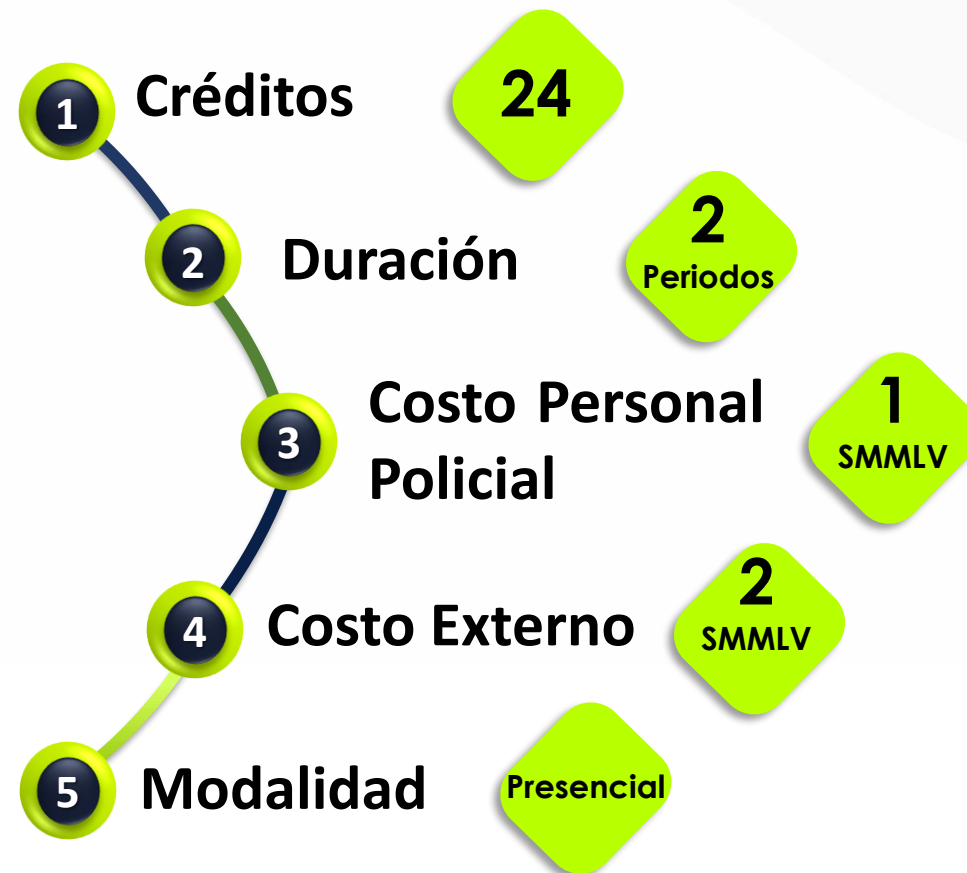 1
Créditos
24
2
Duración
2
Periodos
3
Costo Personal
Policial
1
SMMLV
4
Costo Externo
2
SMMLV
5
Modalidad
Presencial